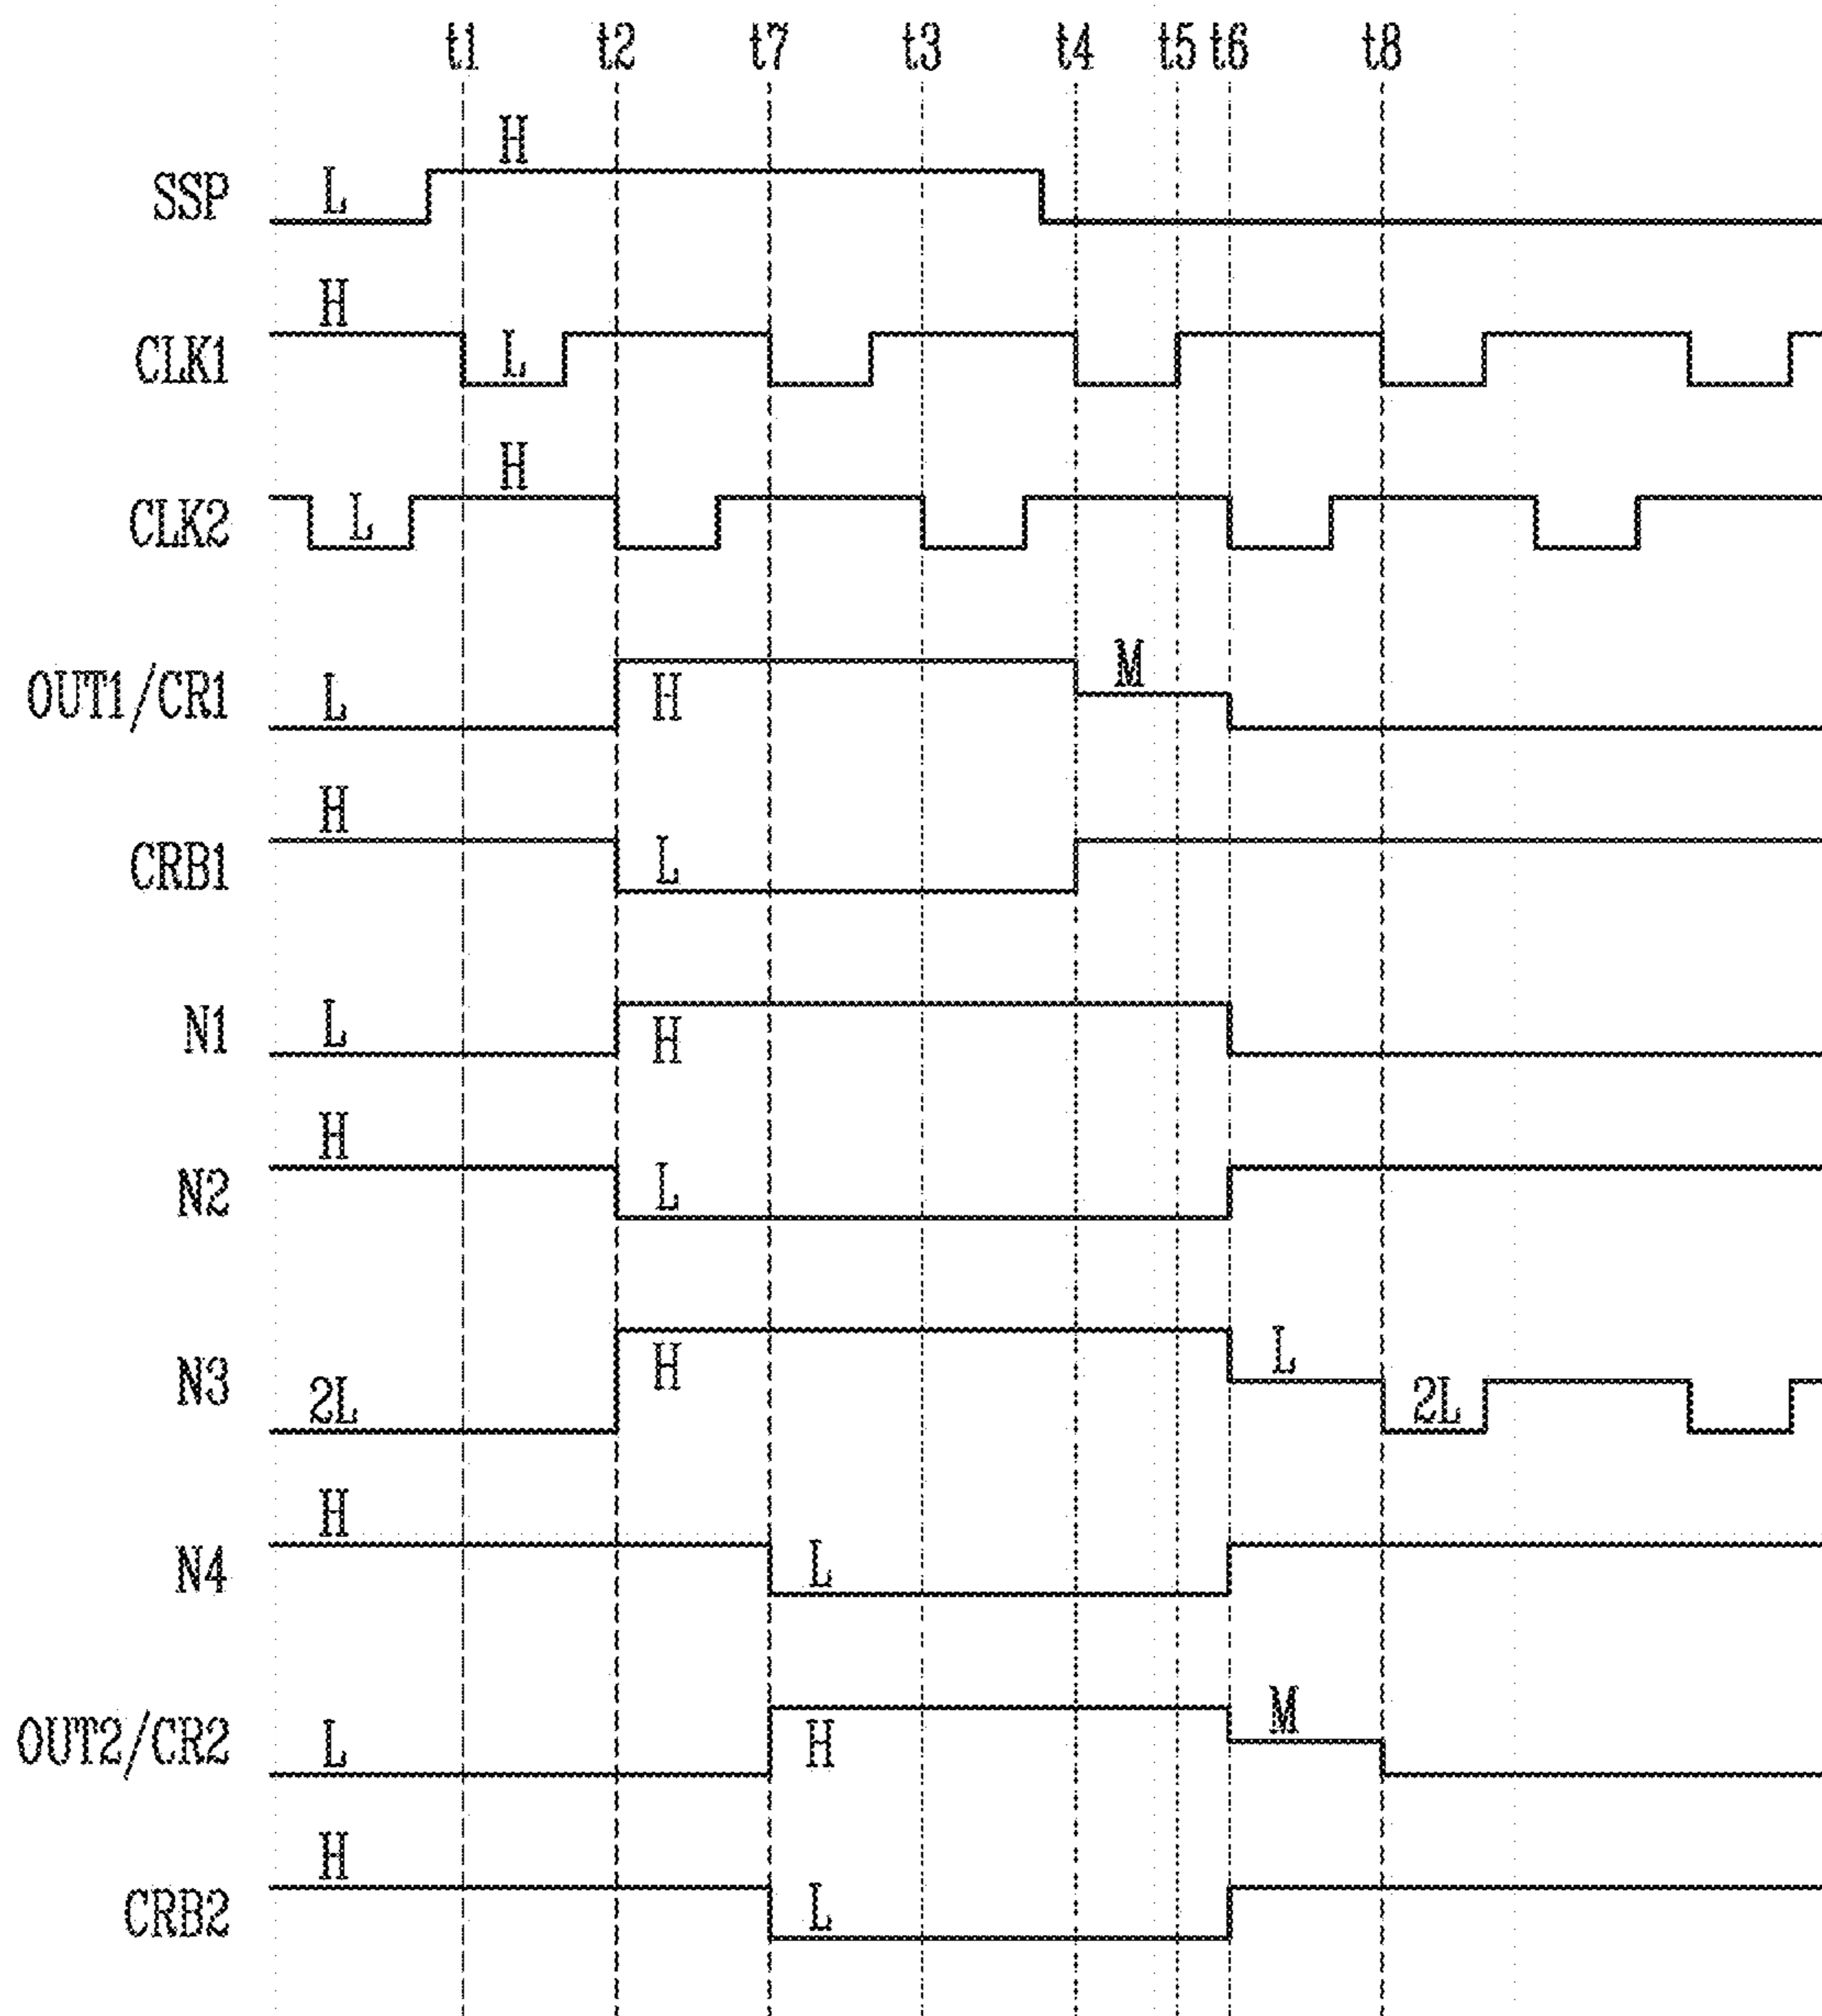 t1 t2 t7 t3 t4 t5 t6 t8
H
SSP L
H
CLK1 L
H
CLK2 L
M
OUT1/CR1 L H
H
CRB1 L
N1 L H
H
N2 L
L
N3 2L H 2L
H
N4 L
M
OUT2/CR2 L H
H
CRB2 L